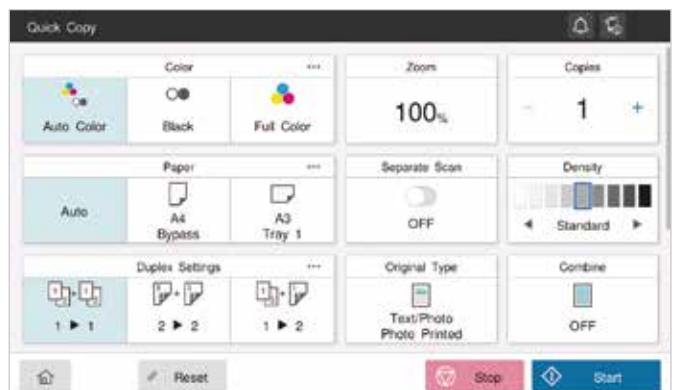 Quick Copy
Color ...
Auto Color
Black
Full Color
Zoom
100%
Copies
- 1 +
Paper ...
Auto
A4
Bypass
A3
Tray 1
Separate Scan
OFF
Density
◄ Standard ►
Duplex Settings ...
1 ► 1
2 ► 2
1 ► 2
Original Type
Text/Photo
Photo Printed
Combine
OFF
Reset
Stop
Start